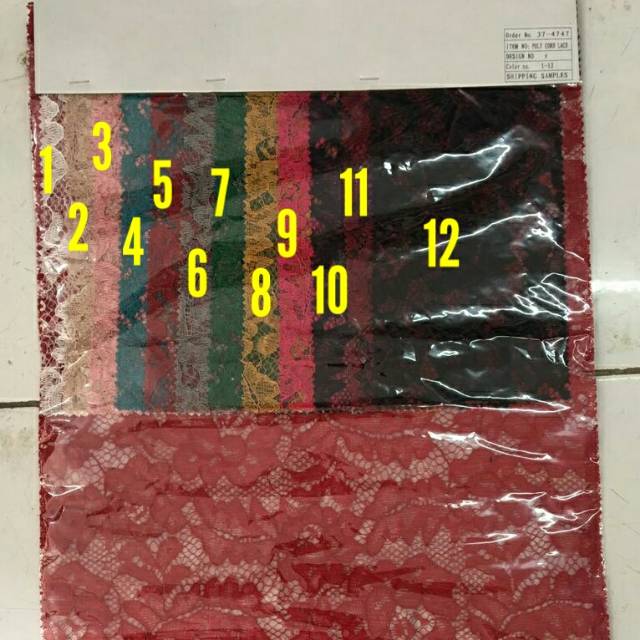 Order No. 37-4747
ITEM NO: POLY CORD LACE
DESIGN NO
Color no. 1-12
SHIPPING SAMPLES
1
2
3
4
5
6
7
8
9
10
11
12